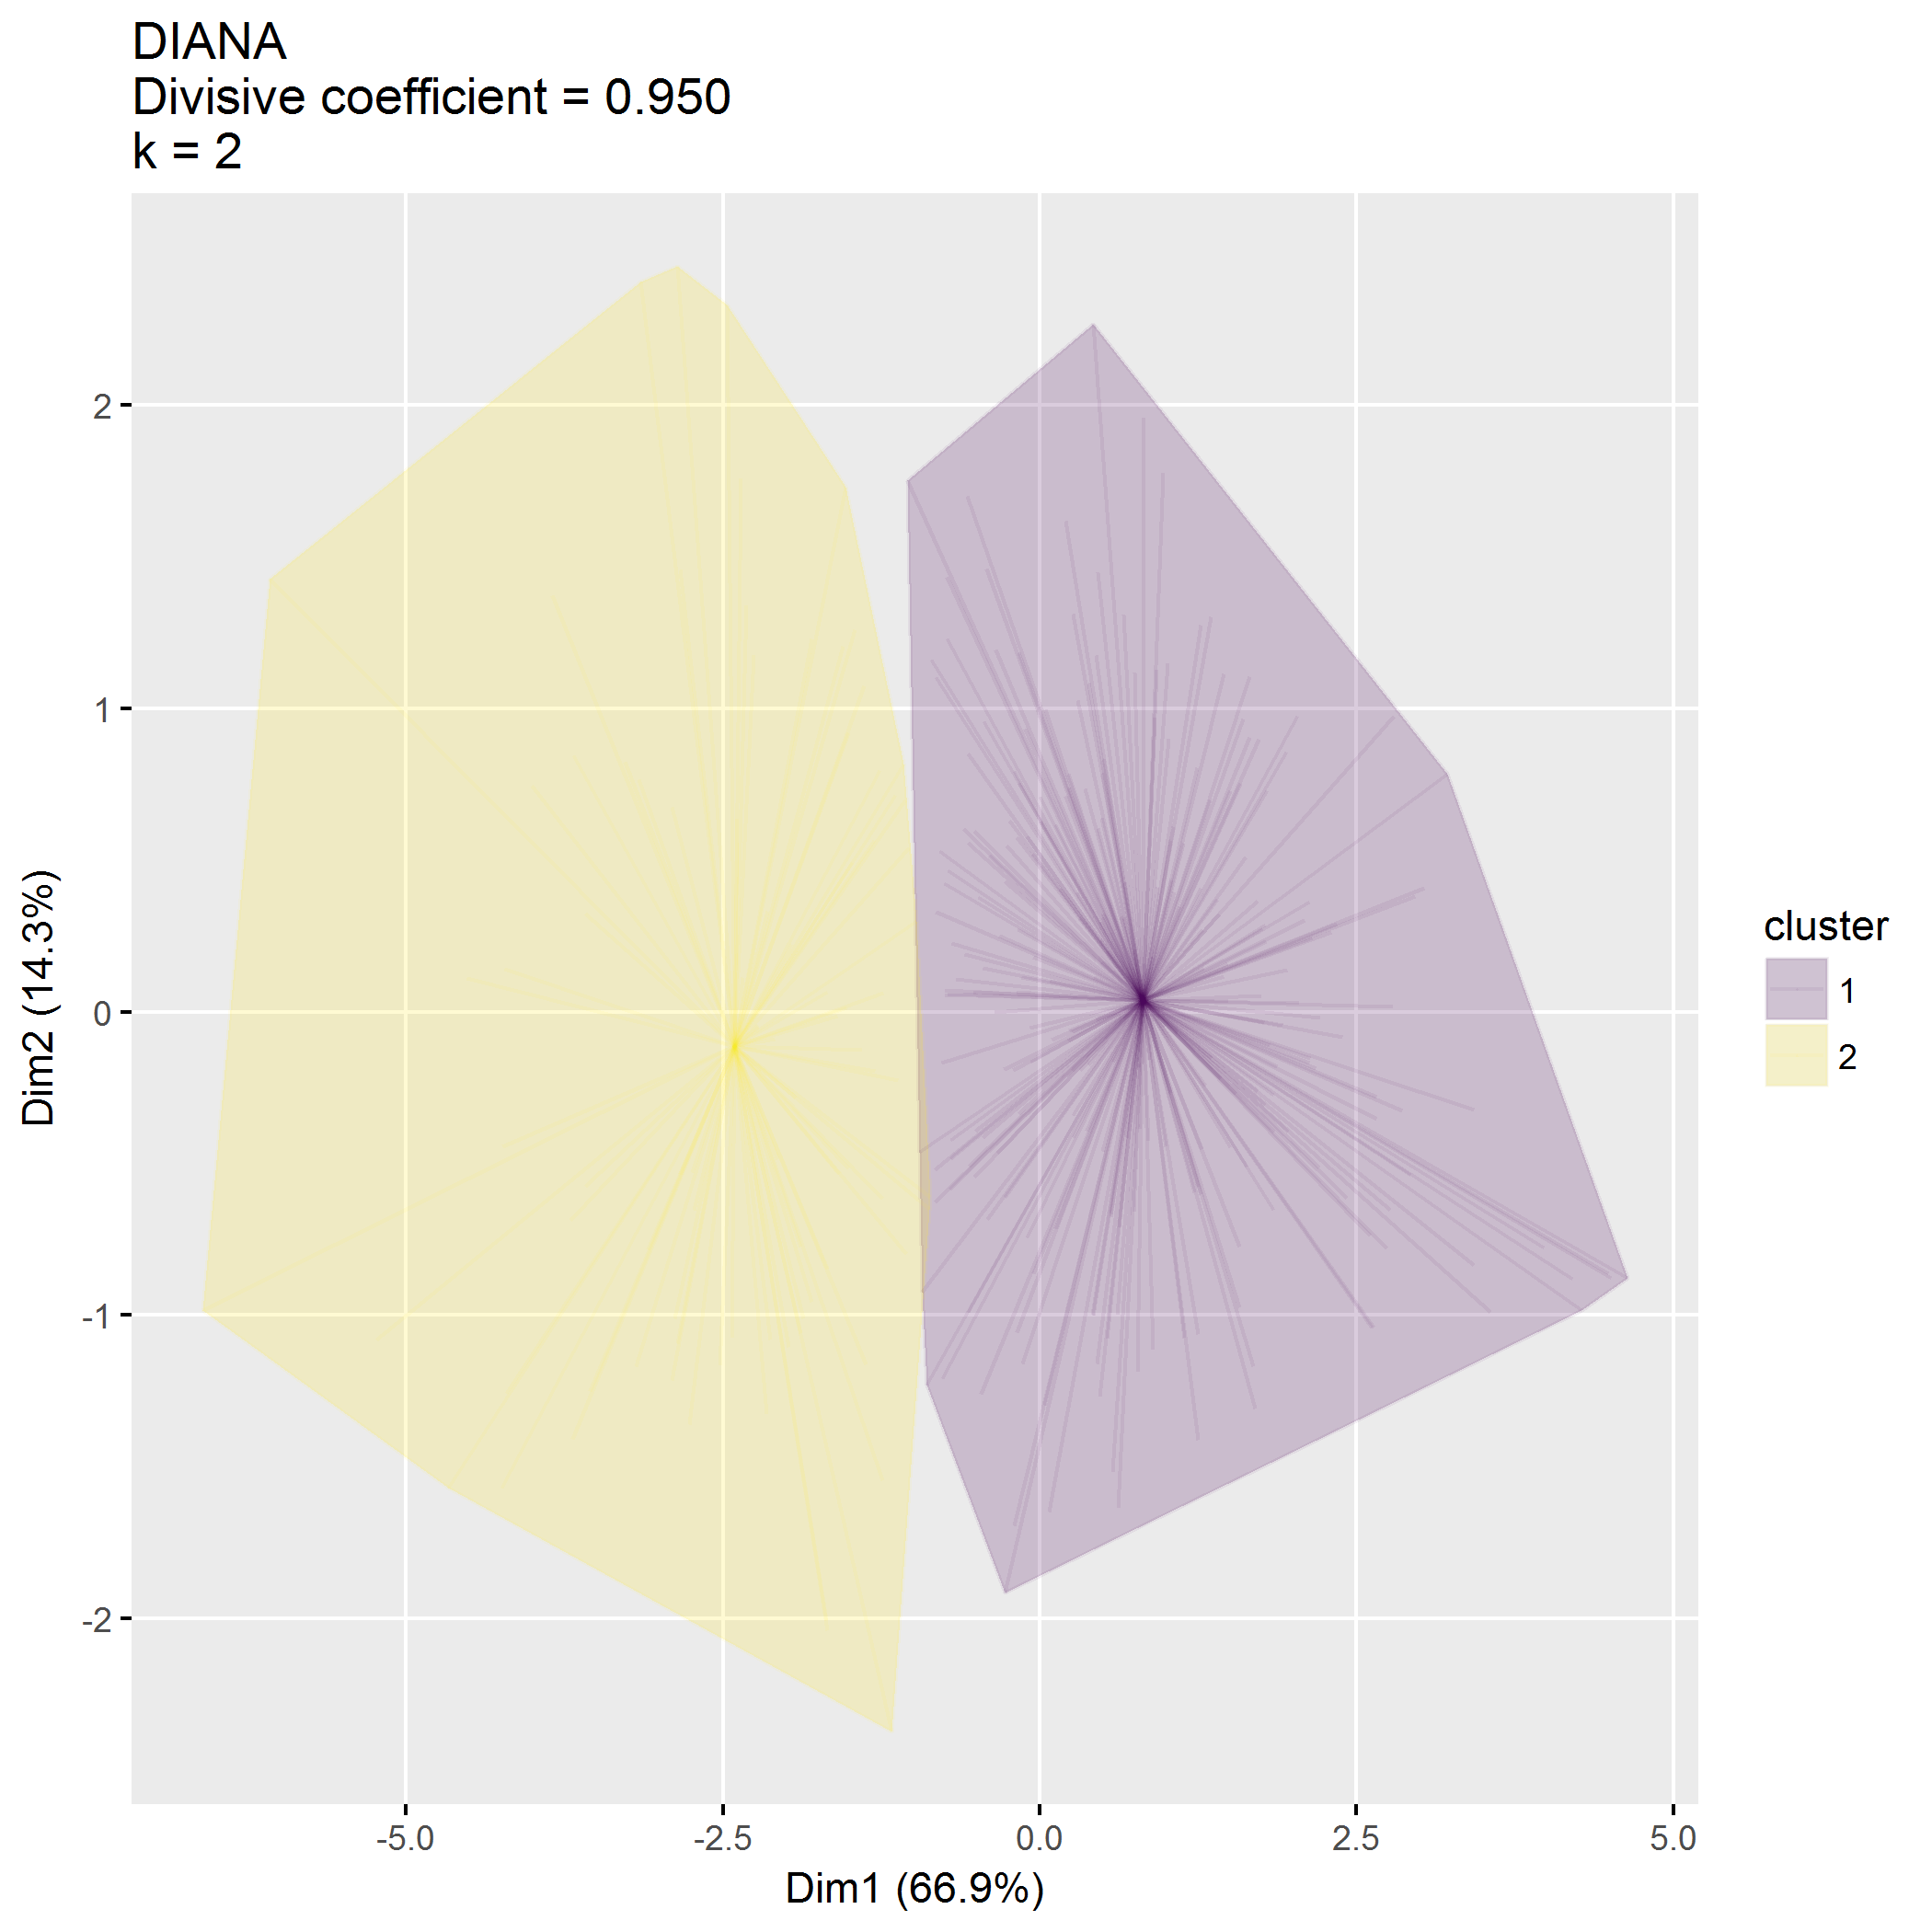 DIANA
Divisive coefficient = 0.950
k = 2
2
1
0
-1
-2
Dim2 (14.3%)
-5.0
-2.5
0.0
2.5
5.0
Dim1 (66.9%)
cluster
1
2